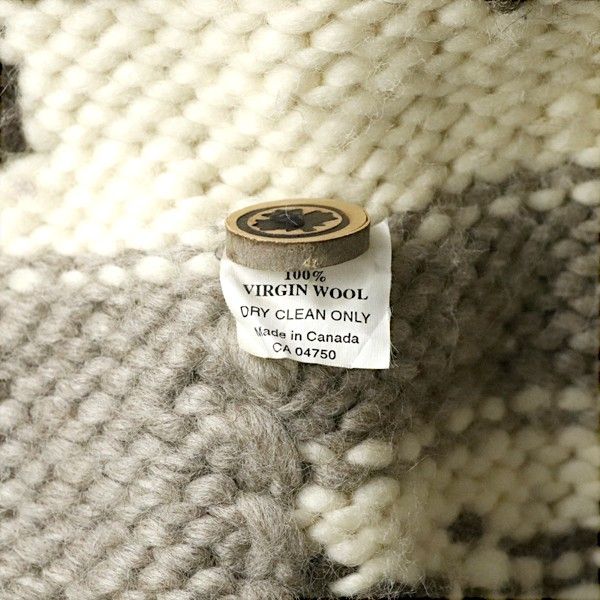 100%
VIRGIN WOOL
DRY CLEAN ONLY
Made in Canada
CA 04750